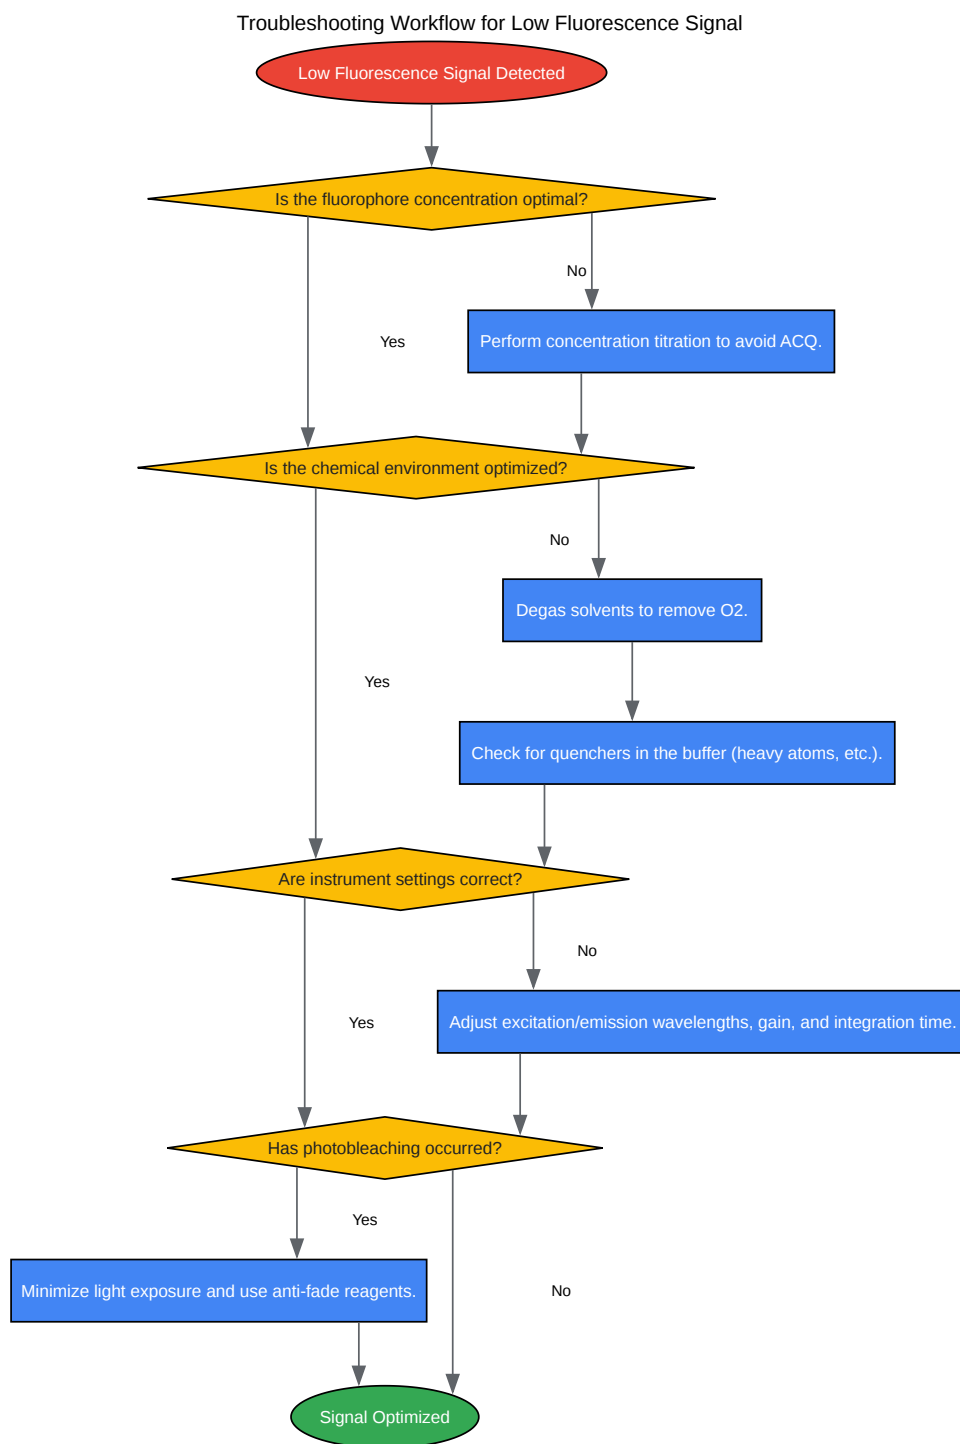 Troubleshooting Workflow for Low Fluorescence Signal
Low Fluorescence Signal Detected
Is the fluorophore concentration optimal?
No
Perform concentration titration to avoid ACQ.
Yes
Is the chemical environment optimized?
No
Degas solvents to remove O2.
Yes
Check for quenchers in the buffer (heavy atoms, etc.).
Are instrument settings correct?
No
Adjust excitation/emission wavelengths, gain, and integration time.
Yes
Has photobleaching occurred?
Yes
Minimize light exposure and use anti-fade reagents.
No
Signal Optimized